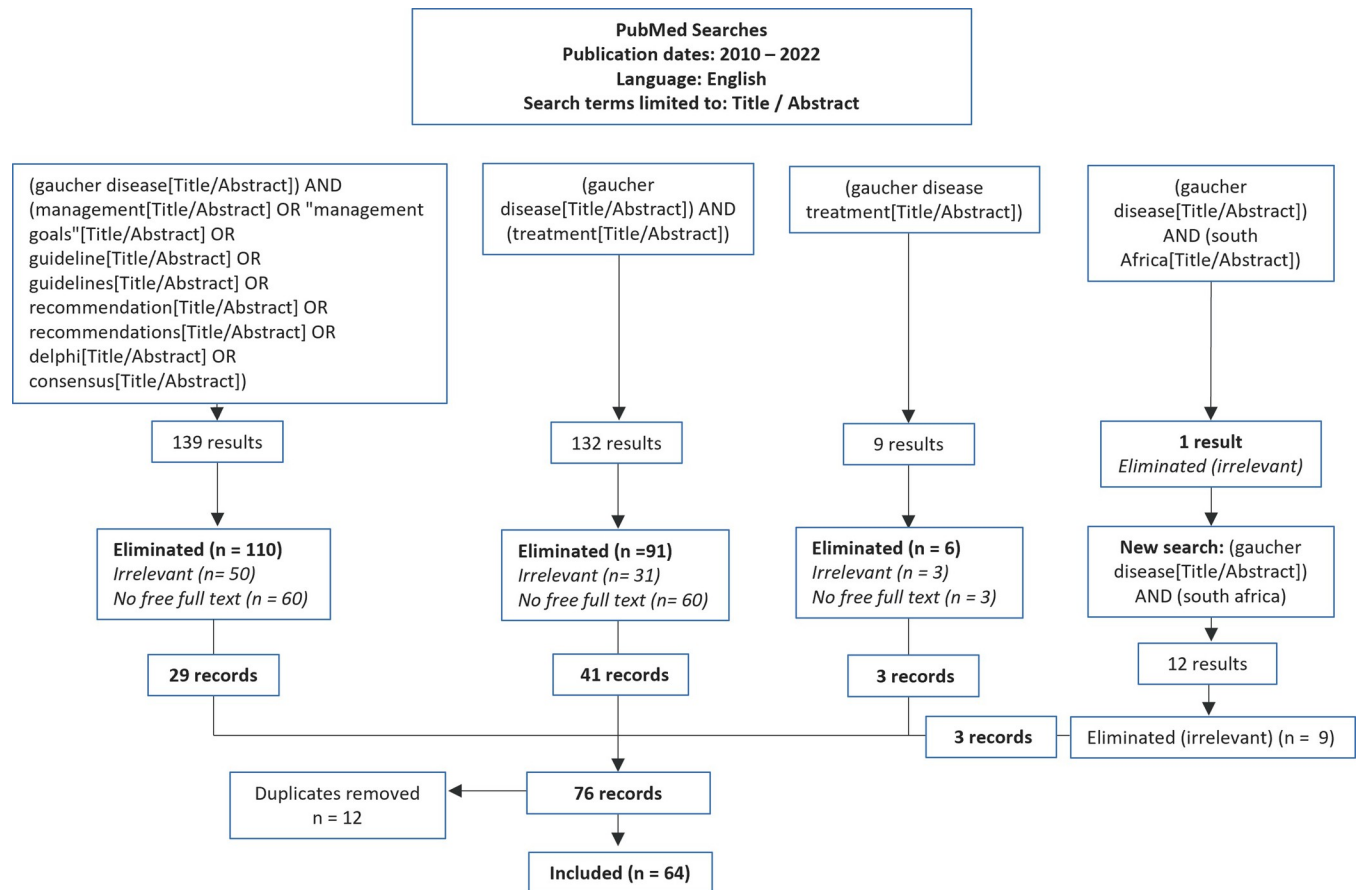 PubMed Searches
Publication dates: 2010 – 2022
Language: English
Search terms limited to: Title / Abstract
(gaucher disease[Title/Abstract]) AND
(management[Title/Abstract] OR "management
goals"[Title/Abstract] OR
guideline[Title/Abstract] OR
guidelines[Title/Abstract] OR
recommendation[Title/Abstract] OR
recommendations[Title/Abstract] OR
delphi[Title/Abstract] OR
consensus[Title/Abstract])
(gaucher
disease[Title/Abstract]) AND
(treatment[Title/Abstract])
(gaucher disease
treatment[Title/Abstract])
(gaucher
disease[Title/Abstract])
AND (south
Africa[Title/Abstract])
139 results
132 results
9 results
1 result
Eliminated (irrelevant)
Eliminated (n = 110)
Irrelevant (n= 50)
No free full text (n = 60)
Eliminated (n =91)
Irrelevant (n= 31)
No free full text (n= 60)
Eliminated (n = 6)
Irrelevant (n = 3)
No free full text (n = 3)
New search: (gaucher
disease[Title/Abstract])
AND (south africa)
29 records
41 records
3 records
12 results
3 records
Eliminated (irrelevant) (n =  9)
Duplicates removed
n = 12
76 records
Included (n = 64)